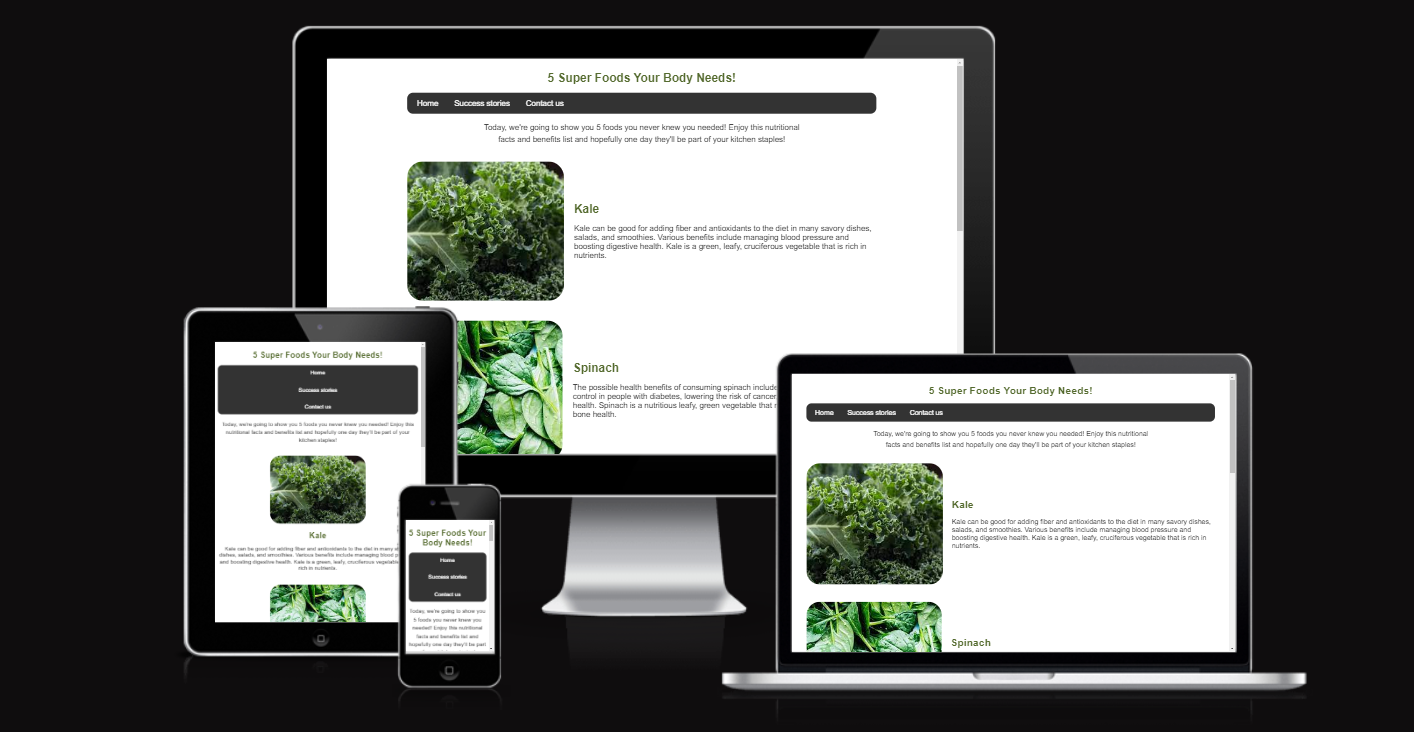 5 Super Foods Your Body Needs!
Home Success stories Contact us
Today, we're going to show you 5 foods you never knew you needed! Enjoy this nutritional
facts and benefits list and hopefully one day they'll be part of your kitchen staples!
Kale
Kale can be good for adding fiber and antioxidants to the diet in many savory dishes,
salads, and smoothies. Various benefits include managing blood pressure and
boosting digestive health. Kale is a green, leafy, cruciferous vegetable that is rich in
nutrients.
Spinach
The possible health benefits of consuming spinach include
control in people with diabetes, lowering the risk of cancer
health. Spinach is a nutritious leafy, green vegetable that
bone health.
5 Super Foods Your Body Needs!
Home
Success stories
Contact us
Today, we're going to show you 5 foods you never knew you needed! Enjoy this
nutritional facts and benefits list and hopefully one day they'll be part of your
kitchen staples!
Kale
Kale can be good for adding fiber and antioxidants to the diet in many
dishes, salads, and smoothies. Various benefits include managing blood
and boosting digestive health. Kale is a green, leafy, cruciferous vegetable
rich in nutrients.
5 Super Foods Your
Body Needs!
Home
Success stories
Contact us
Today, we're going to show you
5 foods you never knew you
needed! Enjoy this nutritional
facts and benefits list and
hopefully one day they'll be part
5 Super Foods Your Body Needs!
Home Success stories Contact us
Today, we're going to show you 5 foods you never knew you needed! Enjoy this nutritional
facts and benefits list and hopefully one day they'll be part of your kitchen staples!
Kale
Kale can be good for adding fiber and antioxidants to the diet in many savory dishes,
salads, and smoothies. Various benefits include managing blood pressure and
boosting digestive health. Kale is a green, leafy, cruciferous vegetable that is rich in
nutrients.
Spinach